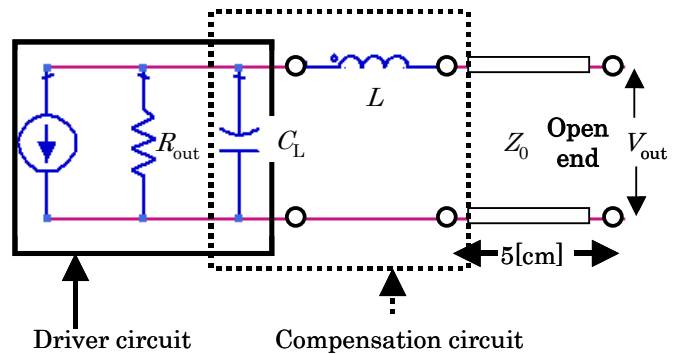 R_out
C_L
L
Z_0
Open
end
V_out
5[cm]
Driver circuit
Compensation circuit